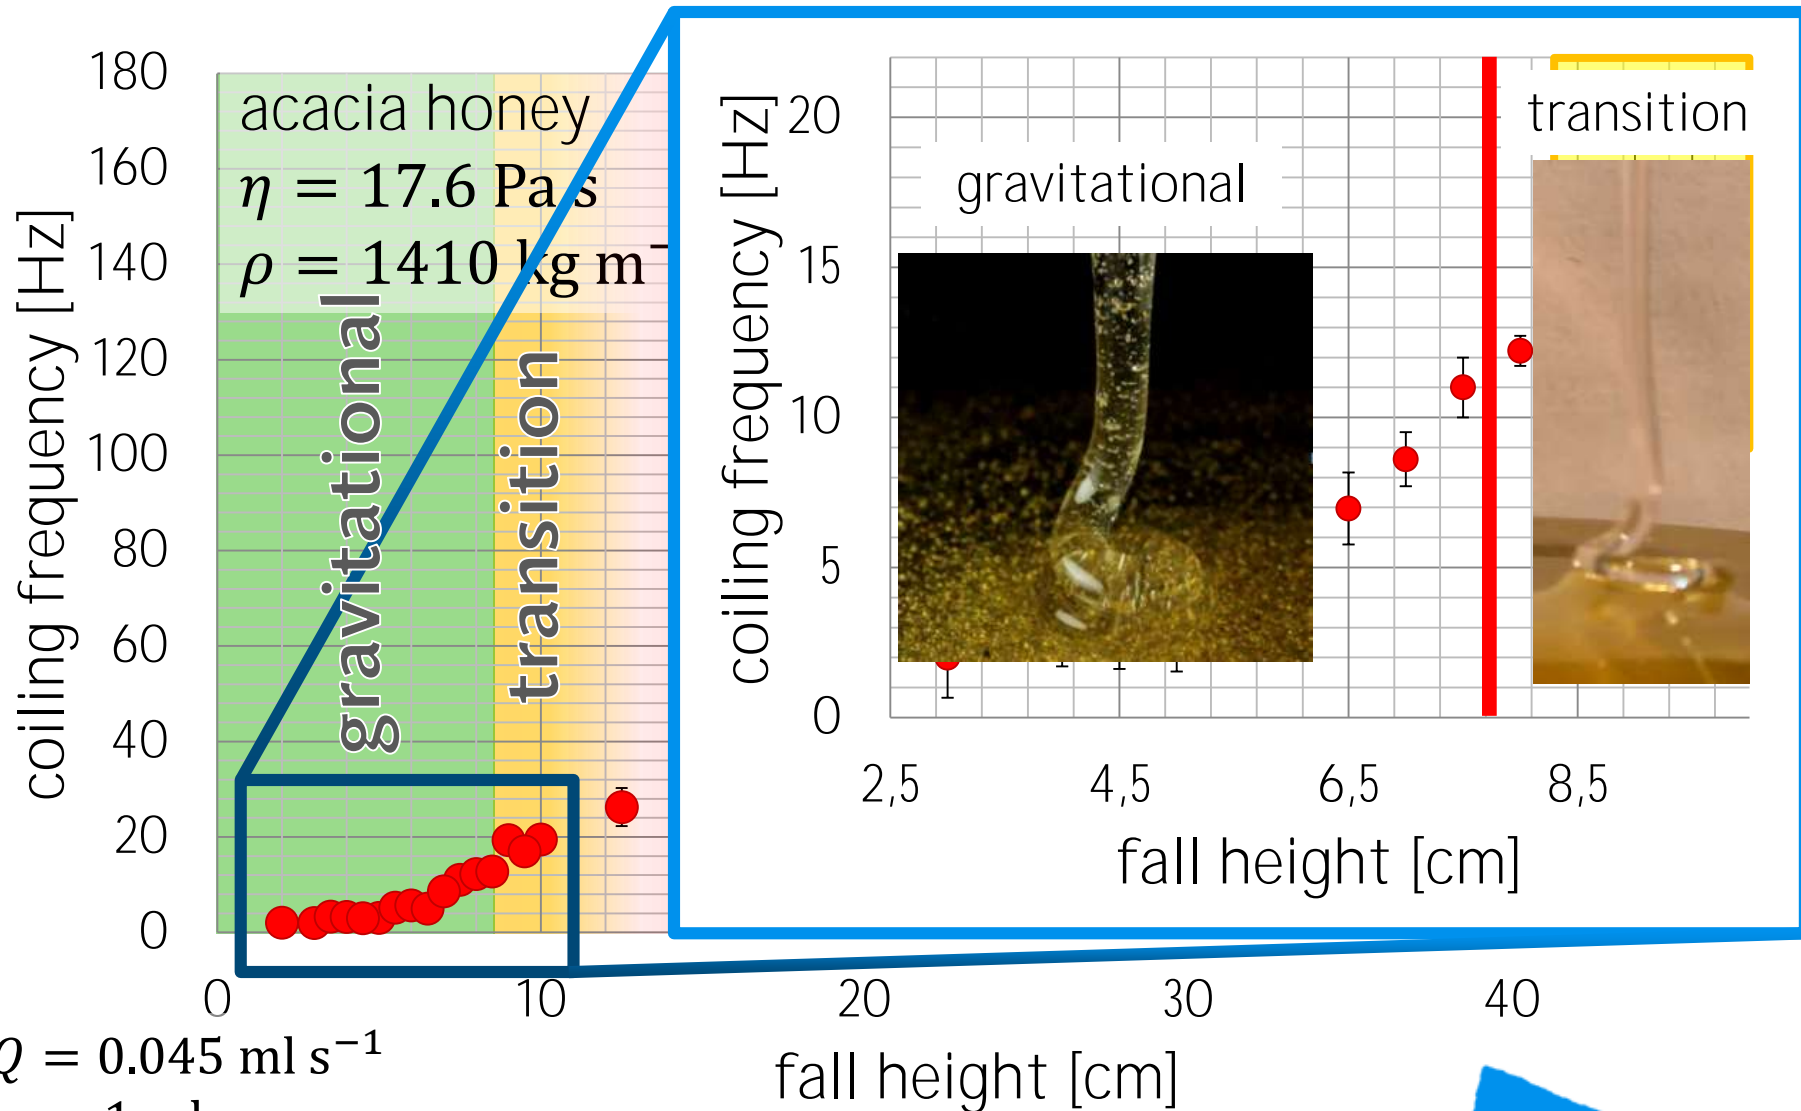 180
160
140
120
100
80
60
40
20
0
coiling frequency [Hz]
acacia honey
η = 17.6 Pa s
ρ = 1410 kg m⁻
gravitational
transition
0
10
20
30
40
fall height [cm]
Q = 0.045 ml s⁻¹
20
15
10
5
0
coiling frequency [Hz]
gravitational
transition
2,5
4,5
6,5
8,5
fall height [cm]